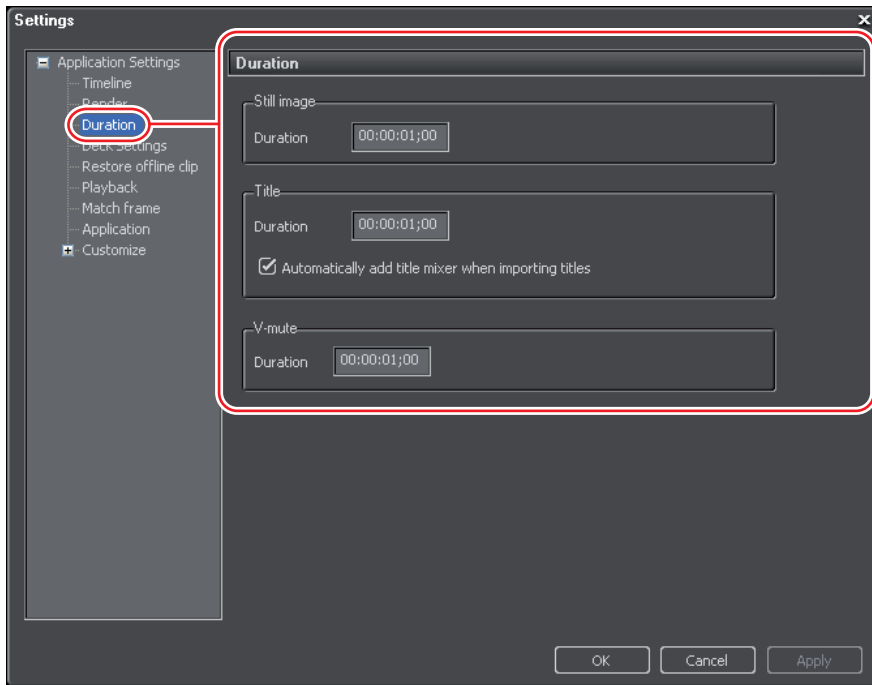 Settings
Application Settings
Timeline
Render
Duration
Deck Settings
Restore offline clip
Playback
Match frame
Application
Customize
Duration
Still image
Duration 00:00:01;00
Title
Duration 00:00:01;00
Automatically add title mixer when importing titles
V-mute
Duration 00:00:01;00
OK Cancel Apply